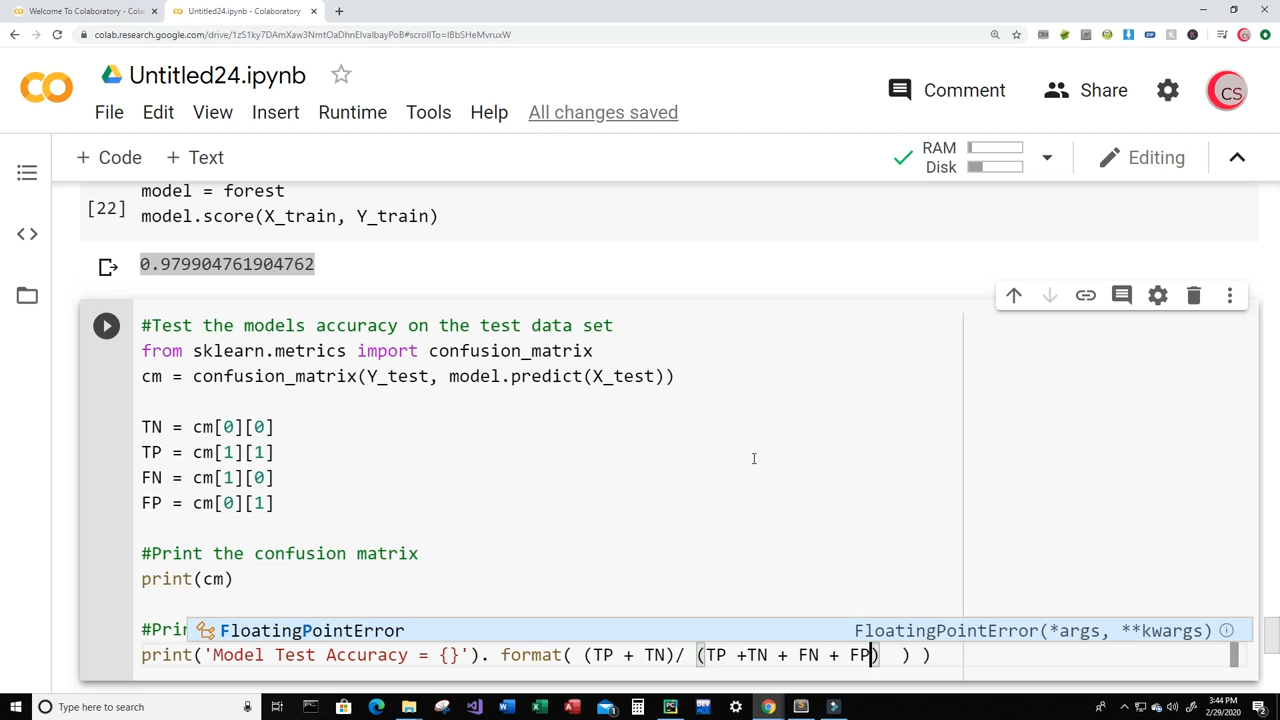 Welcome To Colaboratory - Cola
Untitled24.ipynb - Colaboratory
colab.research.google.com/drive/1zS1ky7DAmXaw3NmtOaDhnElvalbayPoB#scrollTo=lBbSHeMvruxW
Untitled24.ipynb
Comment
Share
CS
File Edit View Insert Runtime Tools Help All changes saved
+ Code + Text
RAM
Disk
Editing
model = forest
[22]
model.score(X_train, Y_train)
0.979904761904762
#Test the models accuracy on the test data set
from sklearn.metrics import confusion_matrix
cm = confusion_matrix(Y_test, model.predict(X_test))
TN = cm[0][0]
TP = cm[1][1]
FN = cm[1][0]
FP = cm[0][1]
#Print the confusion matrix
print(cm)
#Pri
FloatingPointError FloatingPointError(*args, **kwargs)
print('Model Test Accuracy = {}'). format( (TP + TN)/ (TP +TN + FN + FP) ) )
Type here to search
3:44 PM
2/29/2020